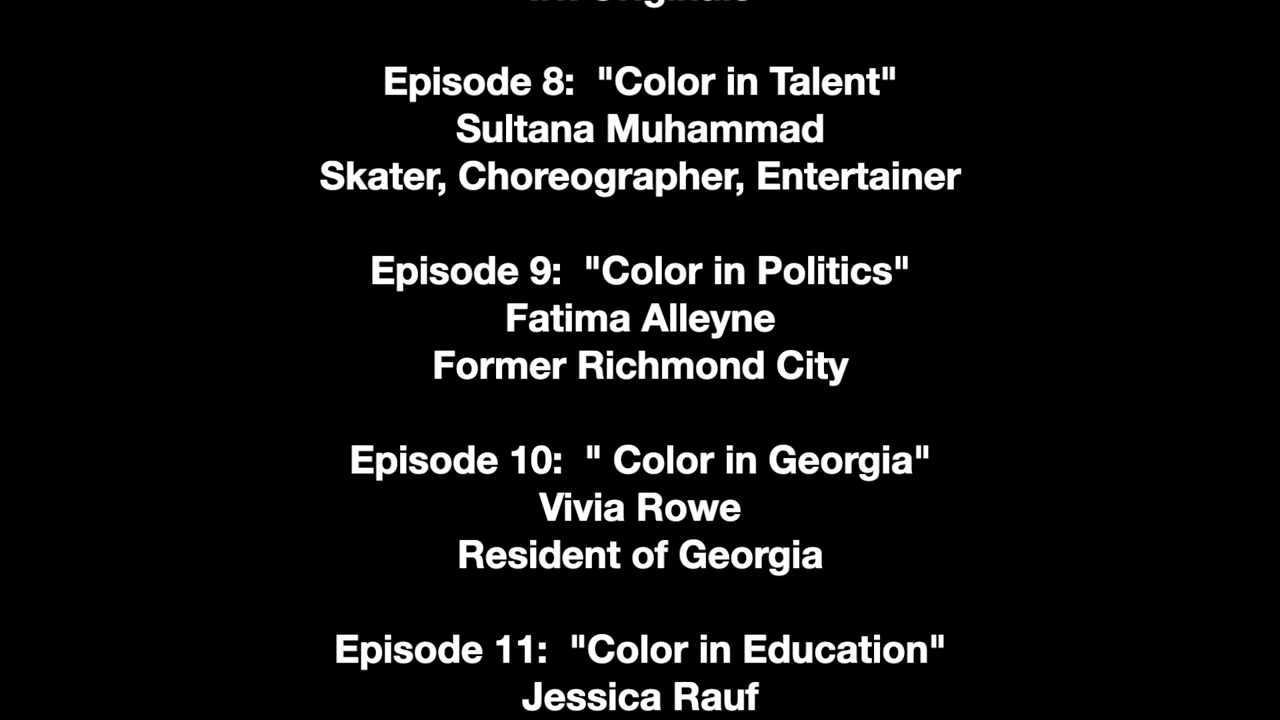 Episode 8:  "Color in Talent"
Sultana Muhammad
Skater, Choreographer, Entertainer
Episode 9:  "Color in Politics"
Fatima Alleyne
Former Richmond City
Episode 10:  " Color in Georgia"
Vivia Rowe
Resident of Georgia
Episode 11:  "Color in Education"
Jessica Rauf